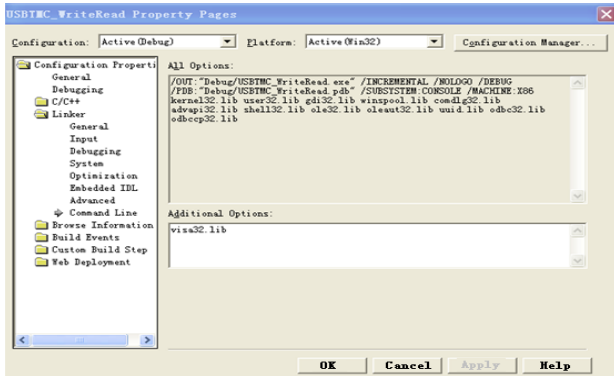 USBTMC_WriteRead Property Pages
Configuration: Active(Debug) Platform: Active(Win32) Configuration Manager...
Configuration Properti
General
Debugging
C/C++
Linker
General
Input
Debugging
System
Optimization
Embedded IDL
Advanced
Command Line
Browse Information
Build Events
Custom Build Step
Web Deployment
All Options:
/OUT:"Debug/USBTMC_WriteRead.exe" /INCREMENTAL /NOLOGO /DEBUG
/PDB:"Debug/USBTMC_WriteRead.pdb" /SUBSYSTEM:CONSOLE /MACHINE:X86
kernel32.lib user32.lib gdi32.lib winspool.lib comdlg32.lib
advapi32.lib shell32.lib ole32.lib oleaut32.lib uuid.lib odbc32.lib
odbccp32.lib
Additional Options:
visa32.lib
OK Cancel Apply Help